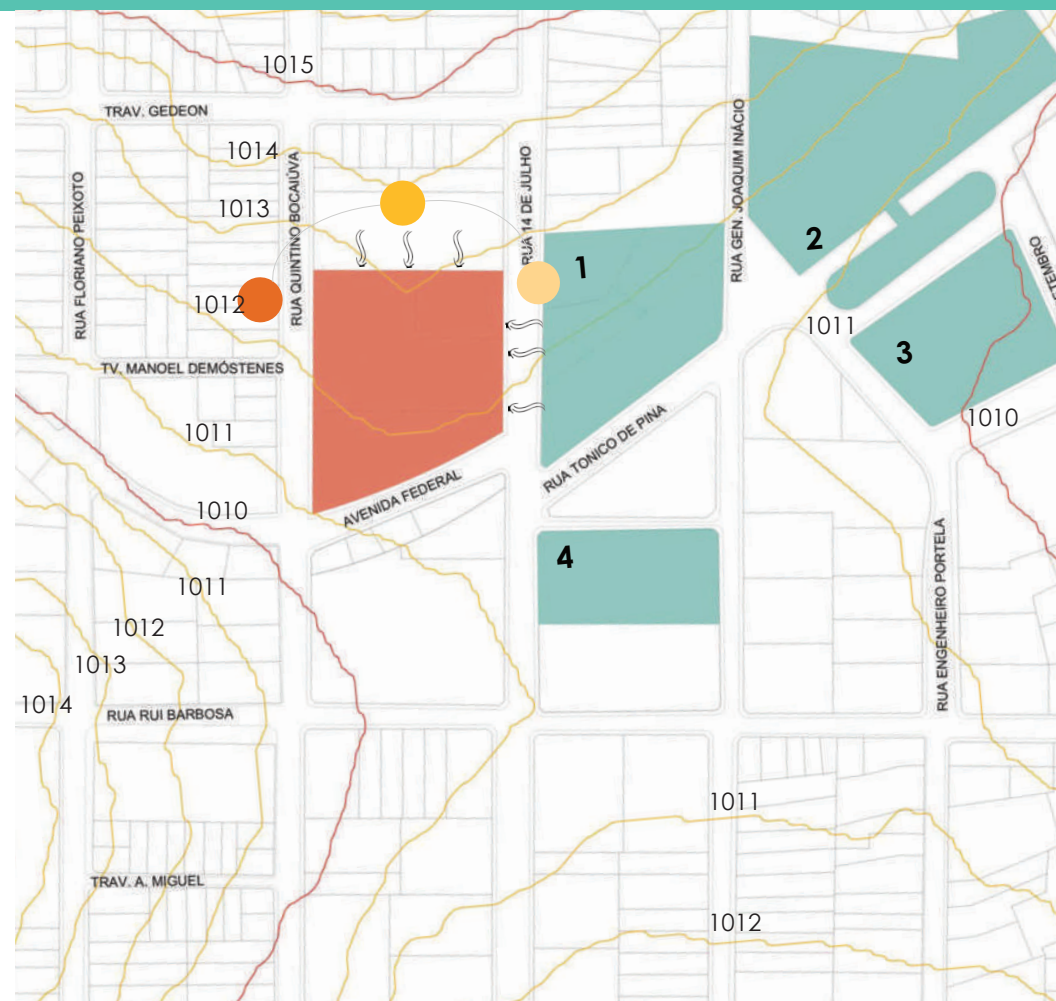 1015
TRAV. GEDEON
1014
1013
RUA FLORIANO PEIXOTO
RUA QUINTINO BOCAIÚVA
RUA 14 DE JULHO
RUA GEN. JOAQUIM INÁCIO
1
2
1012
1011
3
TV. MANOEL DEMÓSTENES
1010
1011
RUA TONICO DE PINA
AVENIDA FEDERAL
1010
4
1011
1012
1013
1014
RUA RUI BARBOSA
RUA ENGENHEIRO PORTELA
1011
TRAV. A. MIGUEL
1012